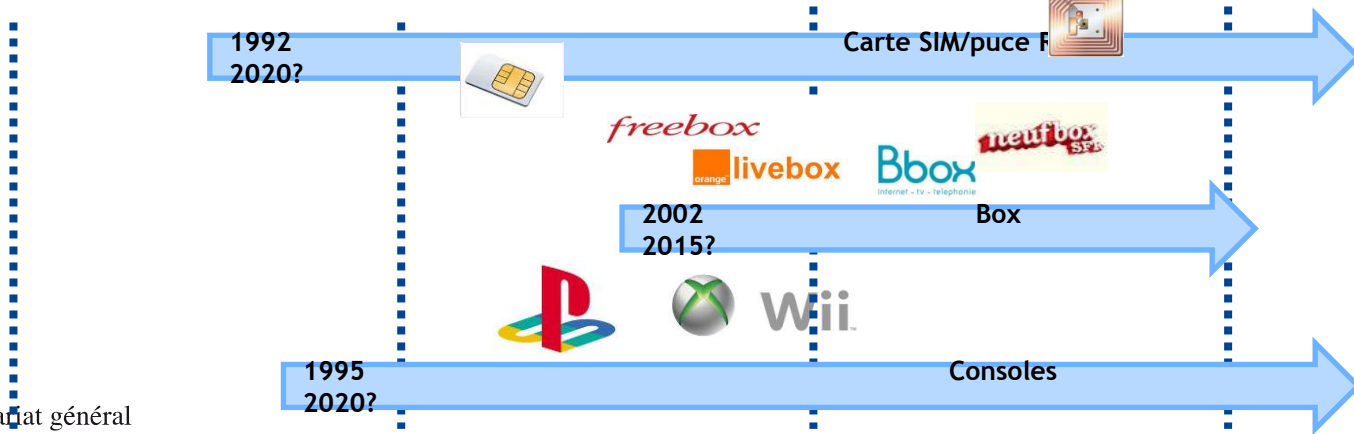 1992 Carte SIM/puce
2020?
freebox
orange livebox
Bbox
internet - tv - telephonie
neufbox
SFR
2002 Box
2015?
Wii
1995 Consoles
2020?
général